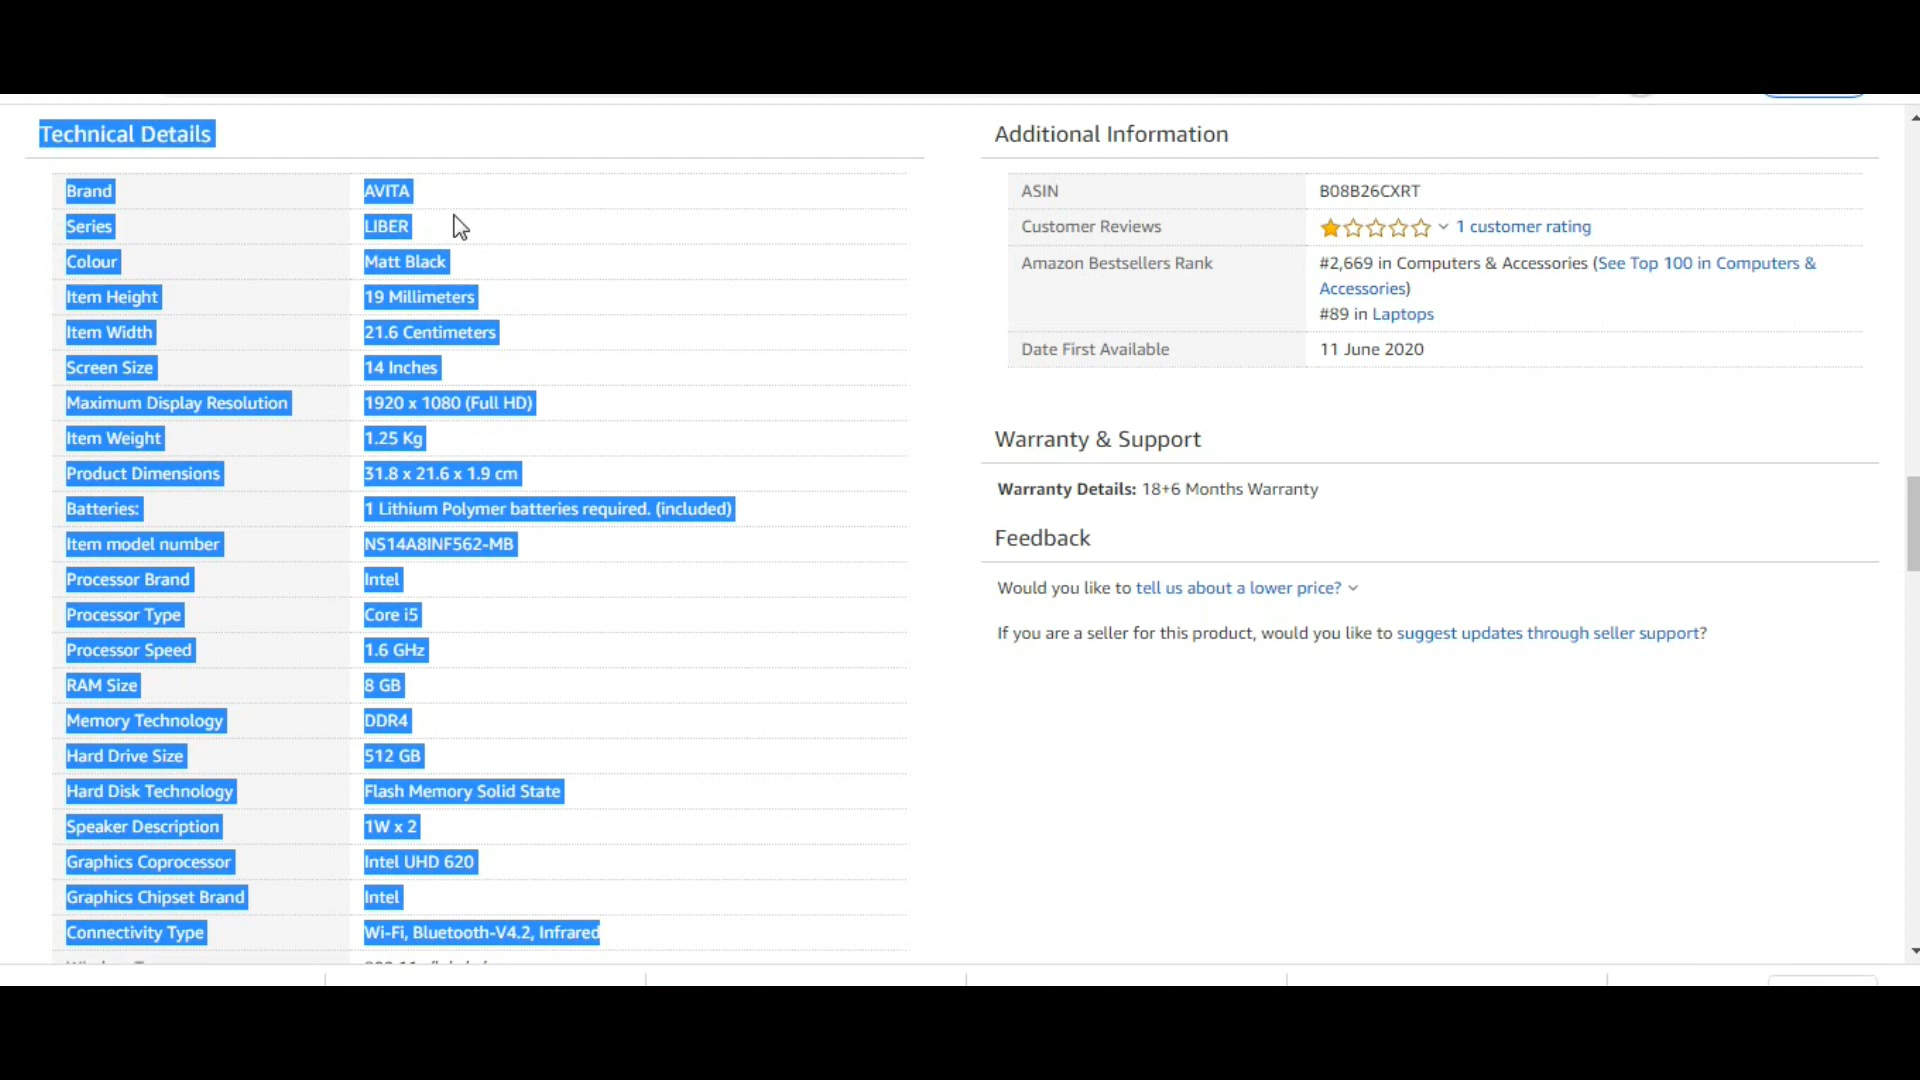 Technical Details
Brand AVITA
Series LIBER
Colour Matt Black
Item Height 19 Millimeters
Item Width 21.6 Centimeters
Screen Size 14 Inches
Maximum Display Resolution 1920 x 1080 (Full HD)
Item Weight 1.25 Kg
Product Dimensions 31.8 x 21.6 x 1.9 cm
Batteries: 1 Lithium Polymer batteries required. (included)
Item model number NS14A8INF562-MB
Processor Brand Intel
Processor Type Core i5
Processor Speed 1.6 GHz
RAM Size 8 GB
Memory Technology DDR4
Hard Drive Size 512 GB
Hard Disk Technology Flash Memory Solid State
Speaker Description 1W x 2
Graphics Coprocessor Intel UHD 620
Graphics Chipset Brand Intel
Connectivity Type Wi-Fi, Bluetooth-V4.2, Infrared
Additional Information
ASIN B08B26CXRT
Customer Reviews 1 customer rating
Amazon Bestsellers Rank #2,669 in Computers & Accessories (See Top 100 in Computers &
Accessories)
#89 in Laptops
Date First Available 11 June 2020
Warranty & Support
Warranty Details: 18+6 Months Warranty
Feedback
Would you like to tell us about a lower price?
If you are a seller for this product, would you like to suggest updates through seller support?